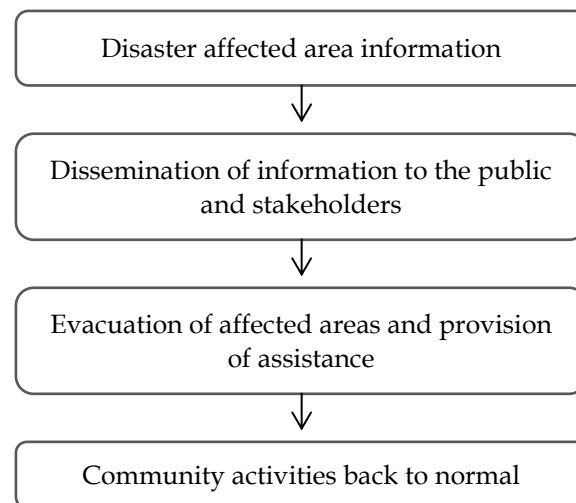 Disaster affected area information
Dissemination of information to the public
and stakeholders
Evacuation of affected areas and provision
of assistance
Community activities back to normal